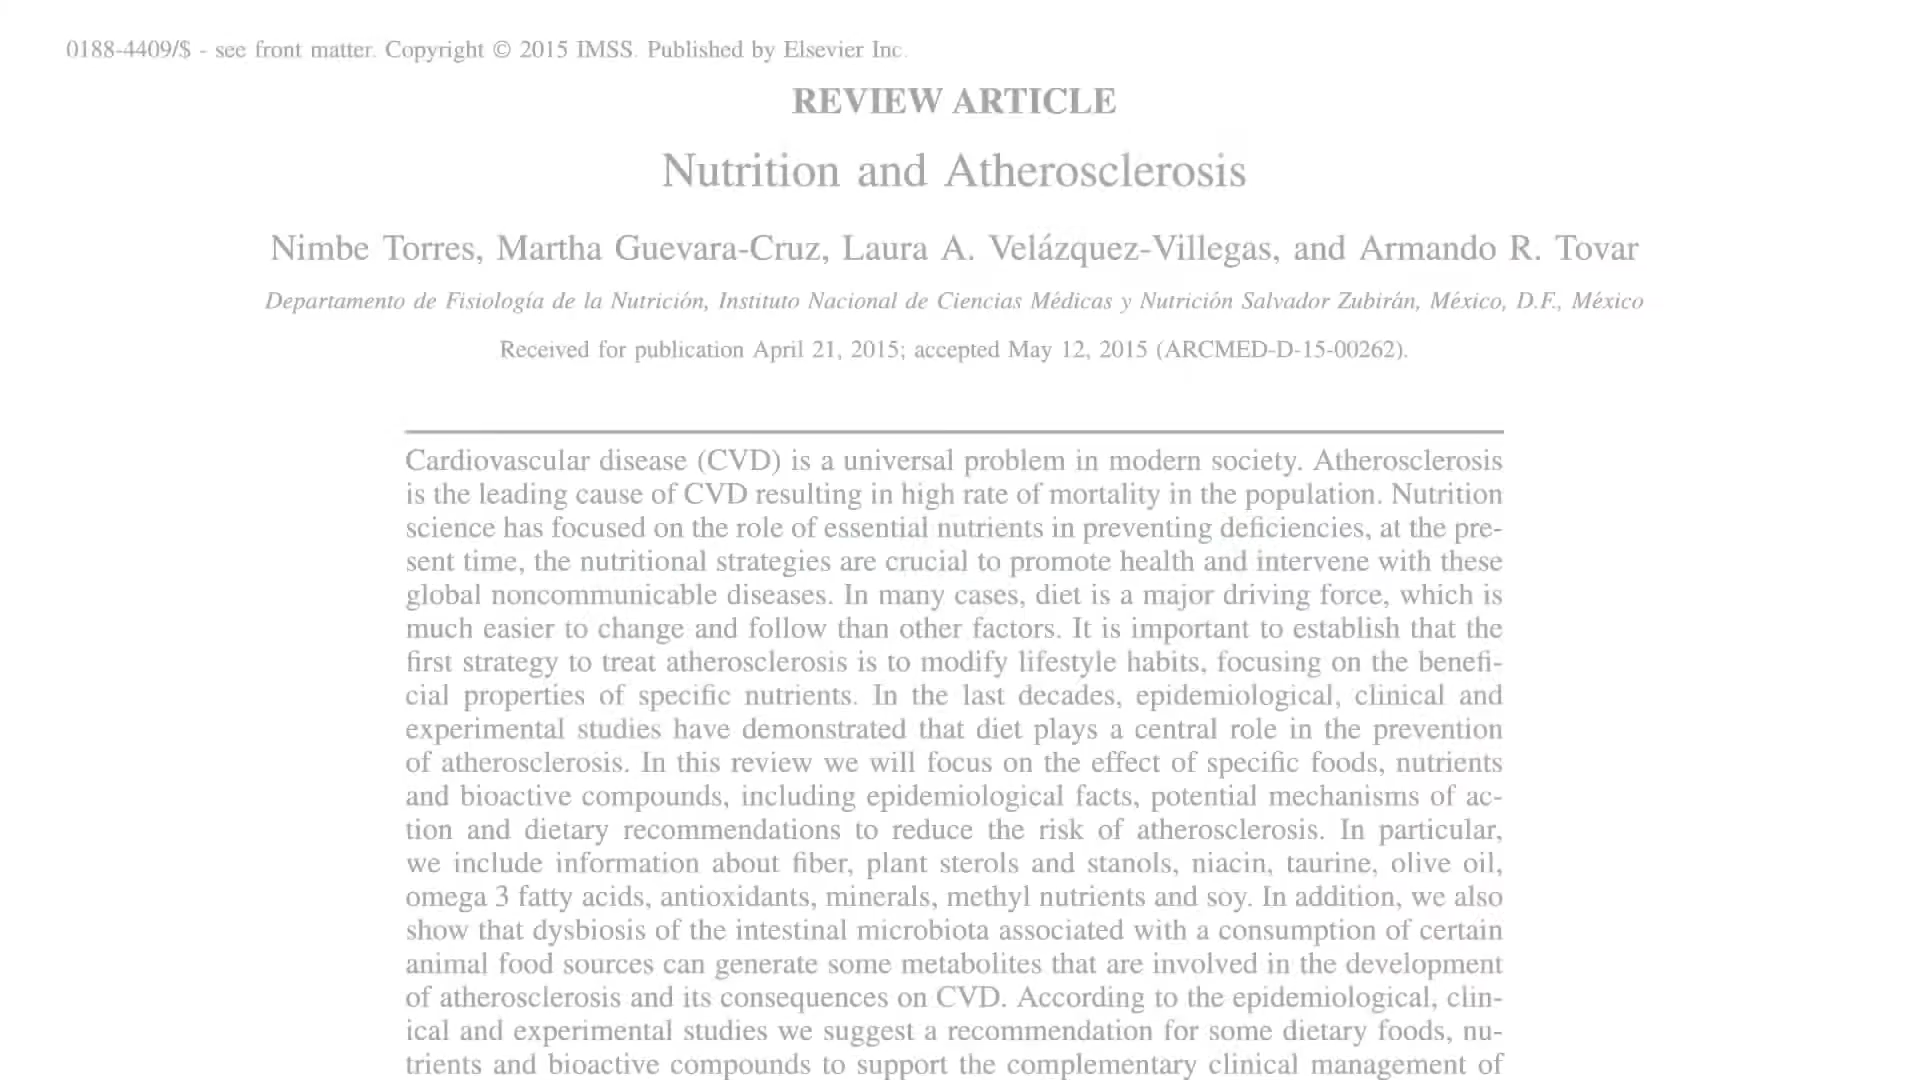 0188-4409/$ - see front matter. Copyright © 2015 IMSS. Published by Elsevier Inc.
REVIEW ARTICLE
Nutrition and Atherosclerosis
Nimbe Torres, Martha Guevara-Cruz, Laura A. Velázquez-Villegas, and Armando R. Tovar
Departamento de Fisiología de la Nutrición, Instituto Nacional de Ciencias Médicas y Nutrición Salvador Zubirán, México, D.F., México
Received for publication April 21, 2015; accepted May 12, 2015 (ARCMED-D-15-00262).
Cardiovascular disease (CVD) is a universal problem in modern society. Atherosclerosis
is the leading cause of CVD resulting in high rate of mortality in the population. Nutrition
science has focused on the role of essential nutrients in preventing deficiencies, at the pre-
sent time, the nutritional strategies are crucial to promote health and intervene with these
global noncommunicable diseases. In many cases, diet is a major driving force, which is
much easier to change and follow than other factors. It is important to establish that the
first strategy to treat atherosclerosis is to modify lifestyle habits, focusing on the benefi-
cial properties of specific nutrients. In the last decades, epidemiological, clinical and
experimental studies have demonstrated that diet plays a central role in the prevention
of atherosclerosis. In this review we will focus on the effect of specific foods, nutrients
and bioactive compounds, including epidemiological facts, potential mechanisms of ac-
tion and dietary recommendations to reduce the risk of atherosclerosis. In particular,
we include information about fiber, plant sterols and stanols, niacin, taurine, olive oil,
omega 3 fatty acids, antioxidants, minerals, methyl nutrients and soy. In addition, we also
show that dysbiosis of the intestinal microbiota associated with a consumption of certain
animal food sources can generate some metabolites that are involved in the development
of atherosclerosis and its consequences on CVD. According to the epidemiological, clin-
ical and experimental studies we suggest a recommendation for some dietary foods, nu-
trients and bioactive compounds to support the complementary clinical management of